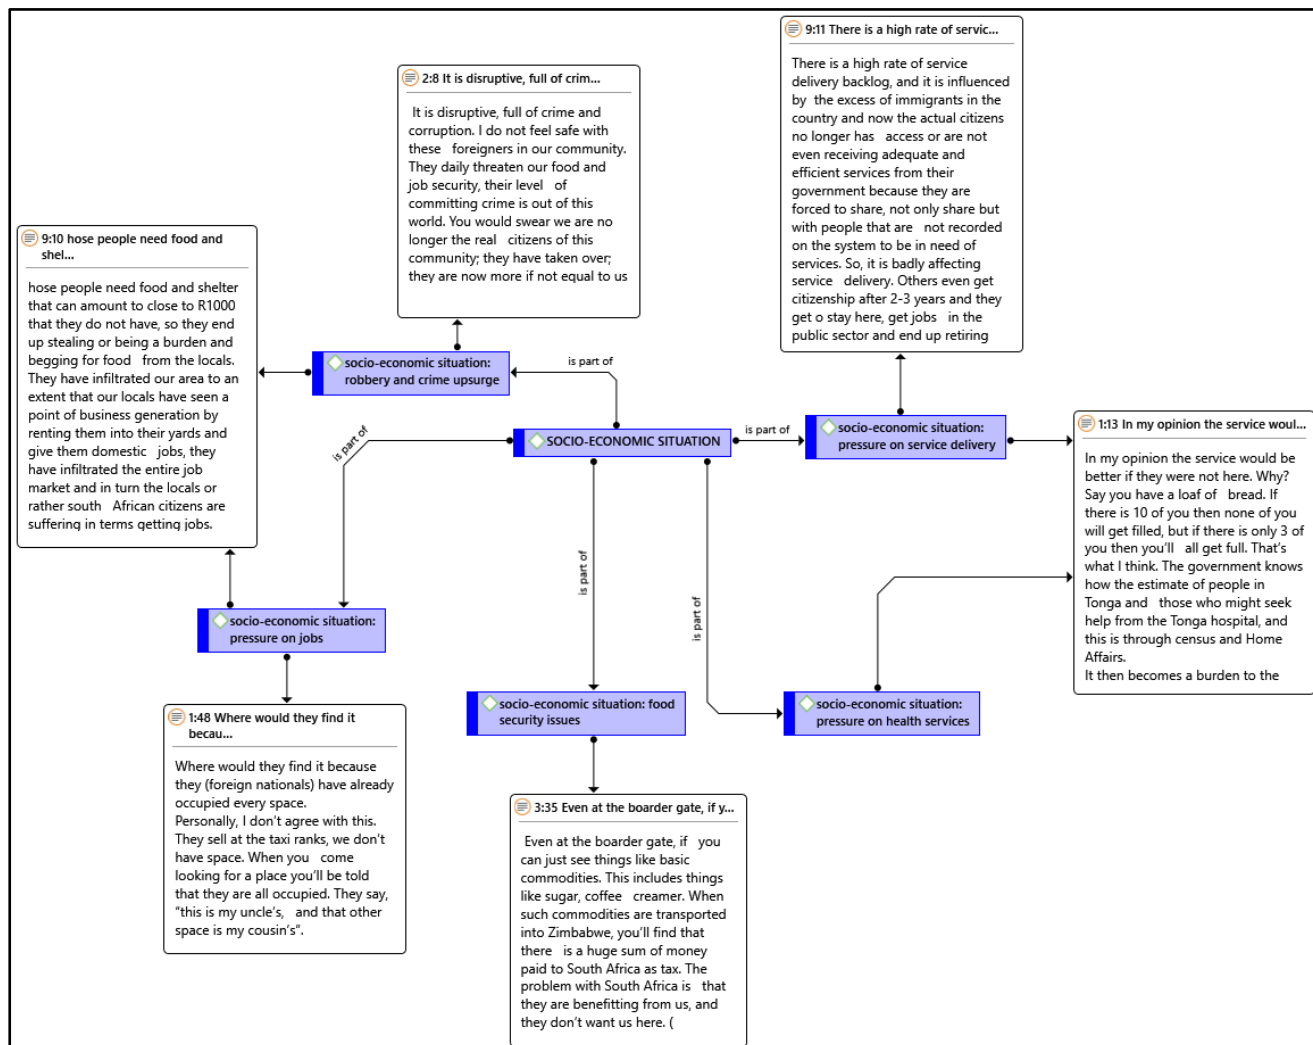 9:11 There is a high rate of servic...
There is a high rate of service
delivery backlog, and it is influenced
by the excess of immigrants in the
country and now the actual citizens
no longer has access or are not
even receiving adequate and
efficient services from their
government because they are
forced to share, not only share but
with people that are not recorded
on the system to be in need of
services. So, it is badly affecting
service delivery. Others even get
citizenship after 2-3 years and they
get o stay here, get jobs in the
public sector and end up retiring
2:8 It is disruptive, full of crim...
It is disruptive, full of crime and
corruption. I do not feel safe with
these foreigners in our community.
They daily threaten our food and
job security, their level of
committing crime is out of this
world. You would swear we are no
longer the real citizens of this
community; they have taken over;
they are now more if not equal to us
9:10 hose people need food and
shel...
hose people need food and shelter
that can amount to close to R1000
that they do not have, so they end
up stealing or being a burden and
begging for food from the locals.
They have infiltrated our area to an
extent that our locals have seen a
point of business generation by
renting them into their yards and
give them domestic jobs, they
have infiltrated the entire job
market and in turn the locals or
rather south African citizens are
suffering in terms getting jobs.
socio-economic situation:
robbery and crime upsurge
is part of
SOCIO-ECONOMIC SITUATION
is part of
socio-economic situation:
pressure on service delivery
1:13 In my opinion the service woul...
In my opinion the service would be
better if they were not here. Why?
Say you have a loaf of bread. If
there is 10 of you then none of you
will get filled, but if there is only 3 of
you then you'll all get full. That's
what I think. The government knows
how the estimate of people in
Tonga and those who might seek
help from the Tonga hospital, and
this is through census and Home
Affairs.
It then becomes a burden to the
is part of
is part of
is part of
socio-economic situation:
pressure on jobs
socio-economic situation: food
security issues
socio-economic situation:
pressure on health services
1:48 Where would they find it
becau...
Where would they find it because
they (foreign nationals) have already
occupied every space.
Personally, I don't agree with this.
They sell at the taxi ranks, we don't
have space. When you come
looking for a place you'll be told
that they are all occupied. They say,
"this is my uncle's, and that other
space is my cousin's".
3:35 Even at the boarder gate, if y...
Even at the boarder gate, if you
can just see things like basic
commodities. This includes things
like sugar, coffee creamer. When
such commodities are transported
into Zimbabwe, you'll find that
there is a huge sum of money
paid to South Africa as tax. The
problem with South Africa is that
they are benefitting from us, and
they don't want us here. (